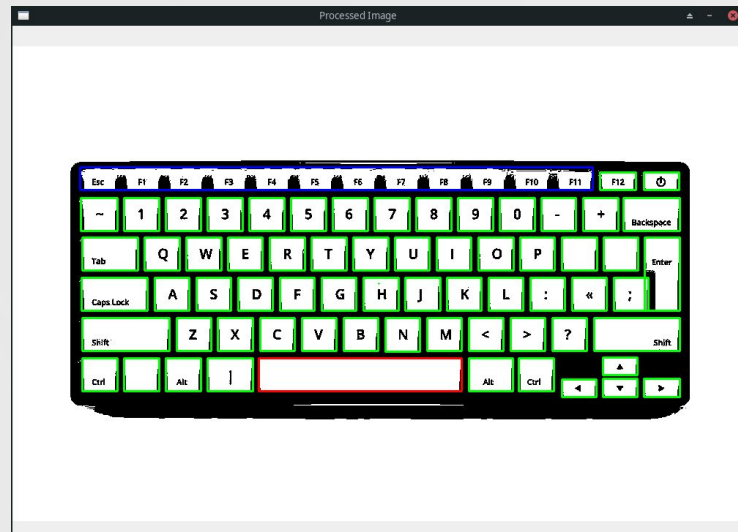 Processed Image
Esc F1 F2 F3 F4 F5 F6 F7 F8 F9 F10 F11 F12
~ 1 2 3 4 5 6 7 8 9 0 - + Backspace
Tab Q W E R T Y U I O P Enter
Caps Lock A S D F G H J K L : « ;
Shift Z X C V B N M < > ? Shift
Ctrl Alt | Alt Ctrl